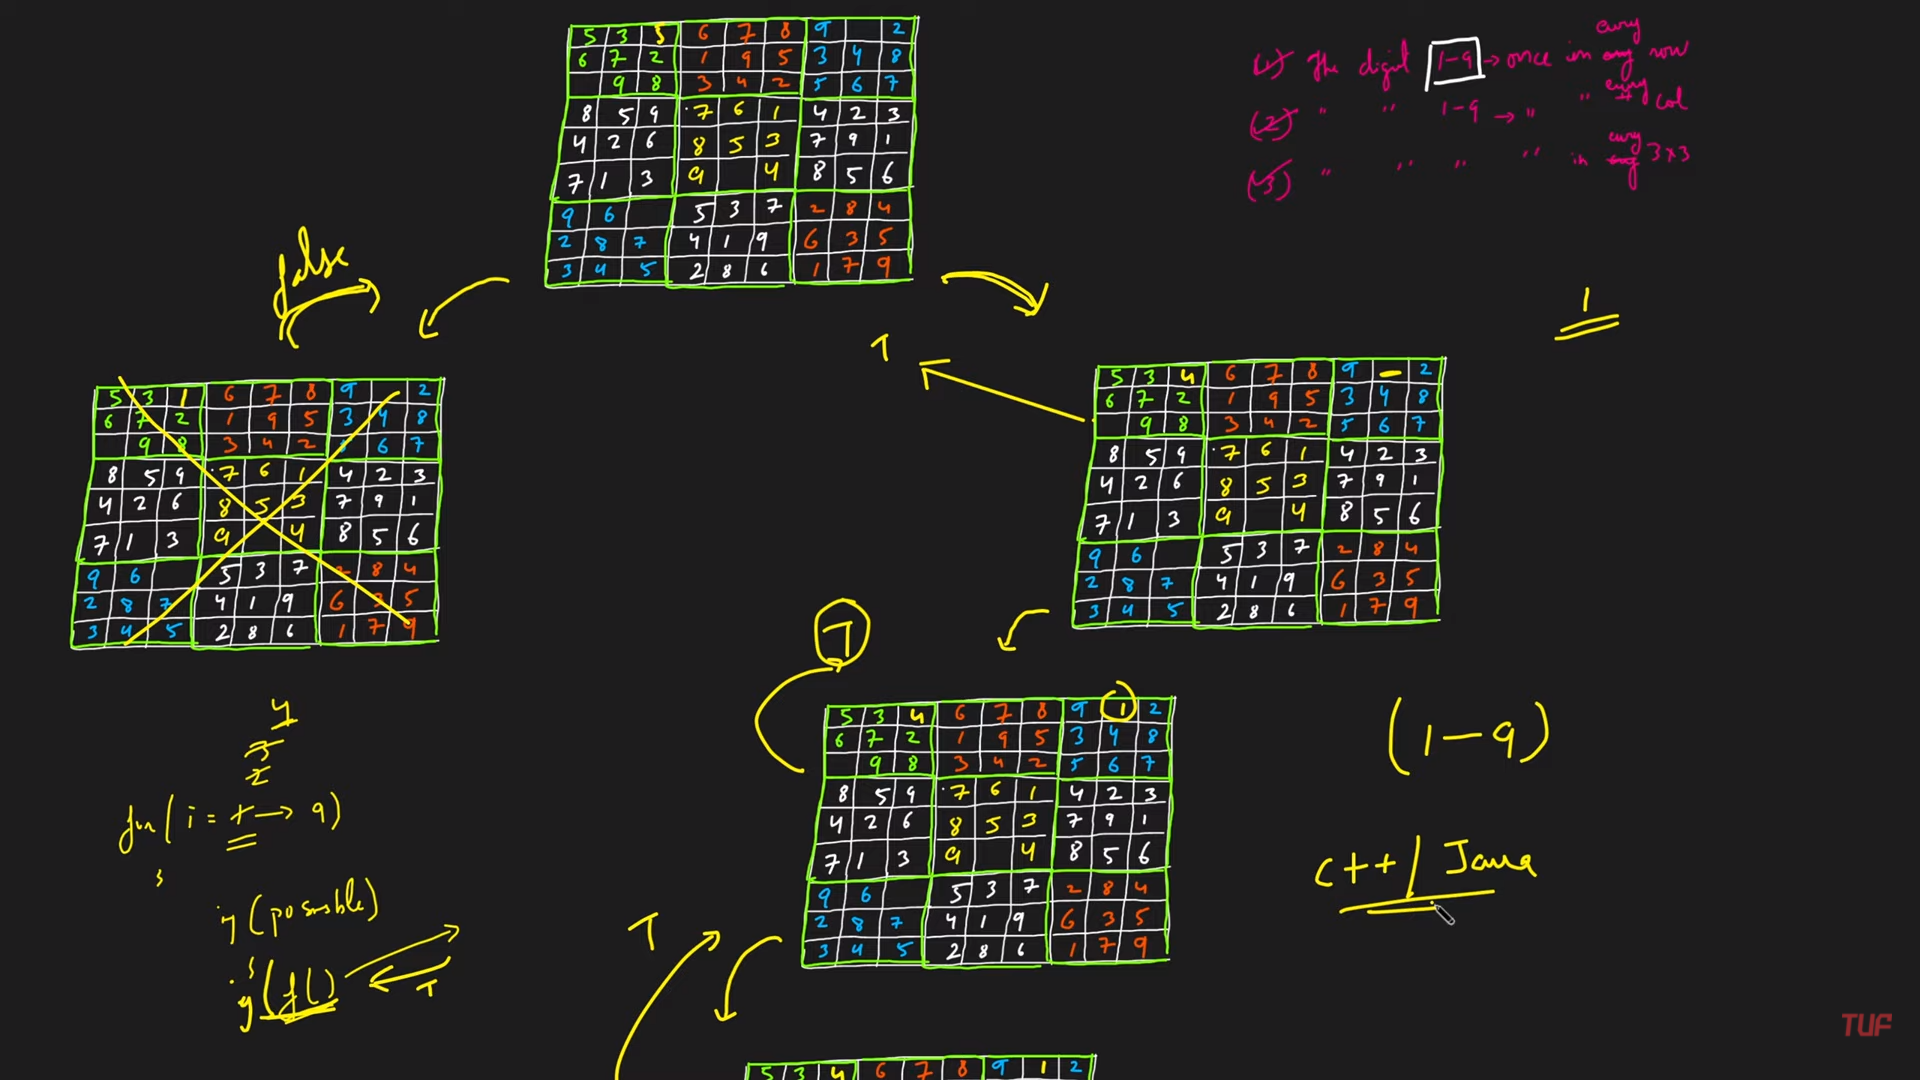 5 3 5 6 7 8 9 2
6 7 2 1 9 5 3 4 8
9 8 3 4 2 5 6 7
8 5 9 7 6 1 4 2 3
4 2 6 8 5 3 7 9 1
7 1 3 9 4 8 5 6
9 6 5 3 7 2 8 4
2 8 7 4 1 9 6 3 5
3 4 5 2 8 6 1 7 9
(1) The digit 1-9 → once in every row
(2) " " 1-9 → " " every col
(3) " " " " in every 3x3
false
1
T
5 3 1 6 7 8 9 2
6 7 2 1 9 5 3 4 8
9 8 3 4 2 6 7
8 5 9 7 6 1 4 2 3
4 2 6 8 5 3 7 9 1
7 1 3 9 4 8 5 6
9 6 5 3 7 2 8 4
2 8 7 4 1 9 6 3 5
3 4 5 2 8 6 1 7 9
5 3 4 6 7 8 9 - 2
6 7 2 1 9 5 3 4 8
9 8 3 4 2 5 6 7
8 5 9 7 6 1 4 2 3
4 2 6 8 5 3 7 9 1
7 1 3 9 4 8 5 6
9 6 5 3 7 2 8 4
2 8 7 4 1 9 6 3 5
3 4 5 2 8 6 1 7 9
T
5 3 4 6 7 8 9 1 2
6 7 2 1 9 5 3 4 8
9 8 3 4 2 5 6 7
8 5 9 7 6 1 4 2 3
4 2 6 8 5 3 7 9 1
7 1 3 9 4 8 5 6
9 6 5 3 7 2 8 4
2 8 7 4 1 9 6 3 5
3 4 5 2 8 6 1 7 9
4
3
2
for( i = 1 → 9)
if (possible)
if (f()
T
(1-9)
C++ / Java
T
5 3 4 6 7 8 9 1 2
TUF